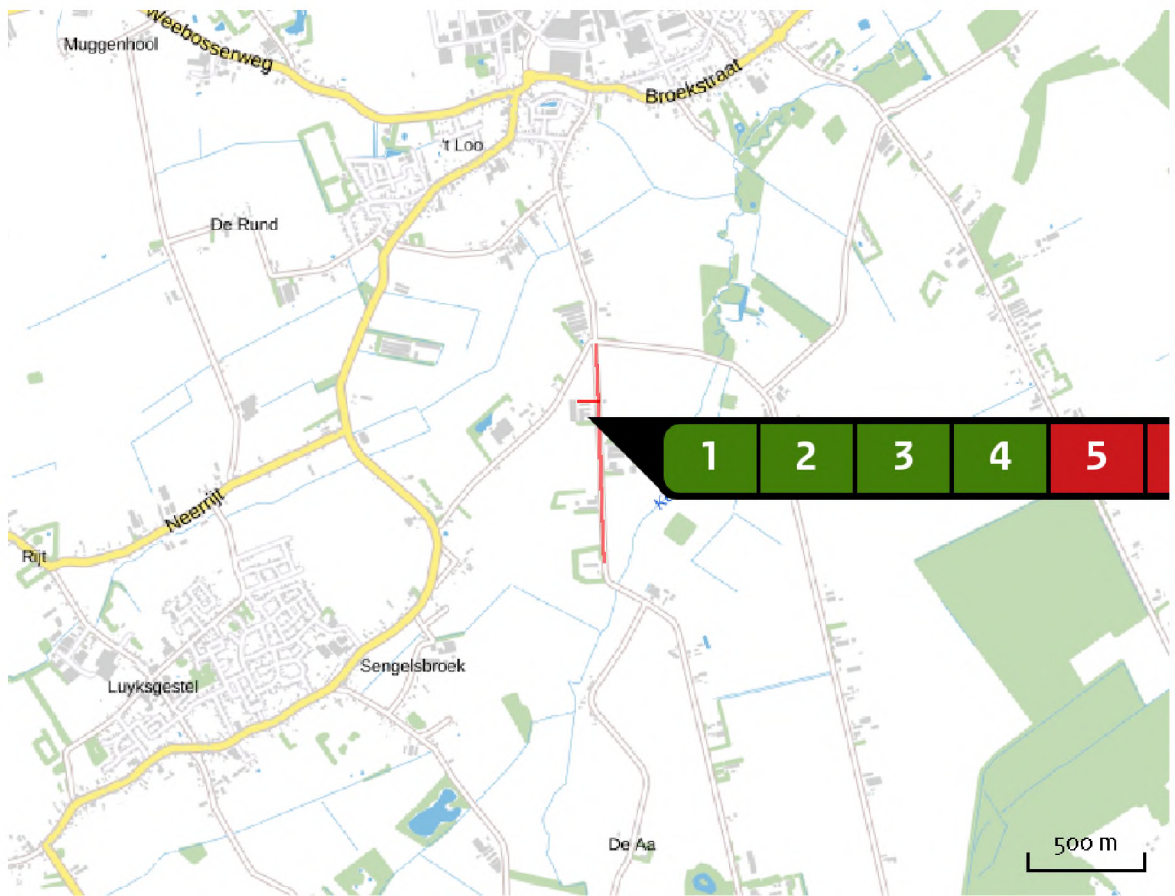 Weebosserweg
Muggenhool
Broekstraat
't Loo
De Rund
1 2 3 4 5
Neerrijt
Rijt
Sengelsbroek
Luyksgestel
De Aa
500 m